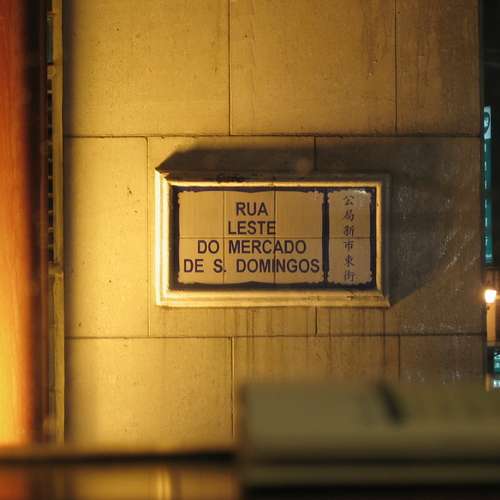 RUA
LESTE
DO MERCADO
DE S. DOMINGOS
公局新市東街